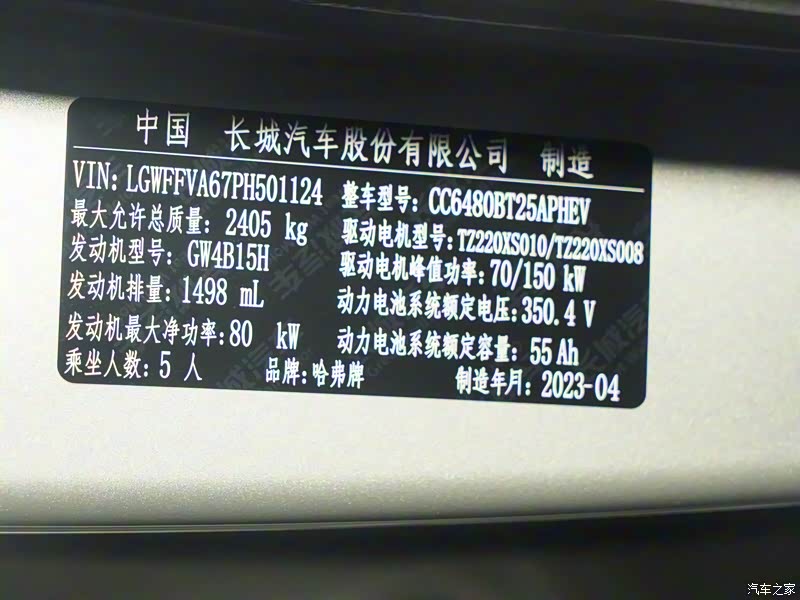 中国 长城汽车股份有限公司 制造
VIN: LGWFFVA67PH501124 整车型号: CC6480BT25APHEV
最大允许总质量: 2405 kg 驱动电机型号: TZ220XS010/TZ220XS008
发动机型号: GW4B15H 驱动电机峰值功率: 70/150 kW
发动机排量: 1498 mL 动力电池系统额定电压: 350.4 V
发动机最大净功率: 80 kW 动力电池系统额定容量: 55 Ah
乘坐人数: 5 人 品牌: 哈弗牌 制造年月: 2023-04
汽车之家